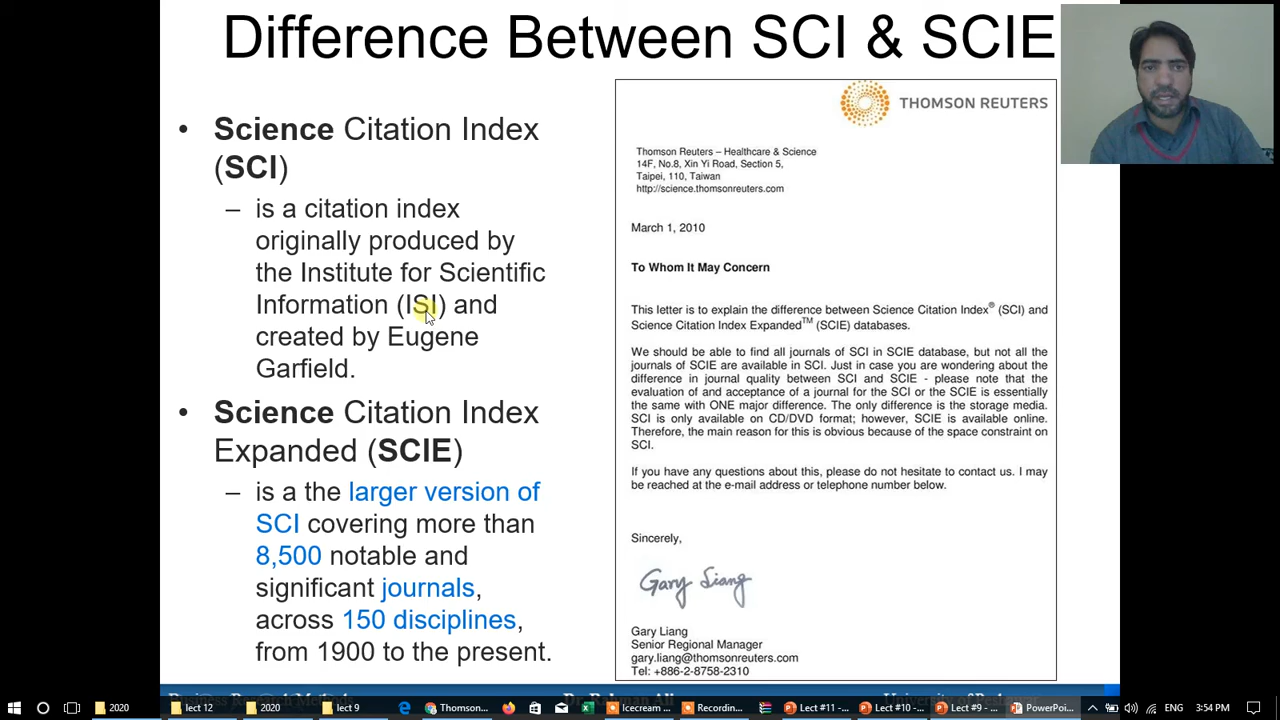 Difference Between SCI & SCIE
• Science Citation Index
(SCI)
– is a citation index
originally produced by
the Institute for Scientific
Information (ISI) and
created by Eugene
Garfield.
• Science Citation Index
Expanded (SCIE)
– is a the larger version of
SCI covering more than
8,500 notable and
significant journals,
across 150 disciplines,
from 1900 to the present.
THOMSON REUTERS
Thomson Reuters – Healthcare & Science
14F, No.8, Xin Yi Road, Section 5,
Taipei, 110, Taiwan
http://science.thomsonreuters.com
March 1, 2010
To Whom It May Concern
This letter is to explain the difference between Science Citation Index® (SCI) and
Science Citation Index Expanded™ (SCIE) databases.
We should be able to find all journals of SCI in SCIE database, but not all the
journals of SCIE are available in SCI. Just in case you are wondering about the
difference in journal quality between SCI and SCIE - please note that the
evaluation of and acceptance of a journal for the SCI or the SCIE is essentially
the same with ONE major difference. The only difference is the storage media.
SCI is only available on CD/DVD format; however, SCIE is available online.
Therefore, the main reason for this is obvious because of the space constraint on
SCI.
If you have any questions about this, please do not hesitate to contact us. I may
be reached at the e-mail address or telephone number below.
Sincerely,
Gary Liang
Gary Liang
Senior Regional Manager
gary.liang@thomsonreuters.com
Tel: +886-2-8758-2310
Business Research Methods Dr. Rahman Ali University of
2020 lect 12 2020 lect 9 Thomson... Icecream ... Recordin... Lect #11 -... Lect #10 -... Lect #9 -... PowerPoi... ENG 3:54 PM